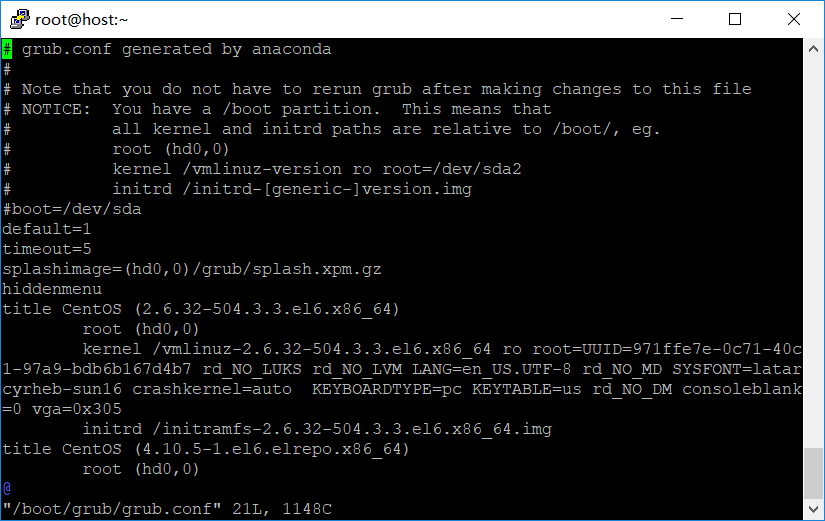 root@host:~
# grub.conf generated by anaconda
#
# Note that you do not have to rerun grub after making changes to this file
# NOTICE:  You have a /boot partition.  This means that
#          all kernel and initrd paths are relative to /boot/, eg.
#          root (hd0,0)
#          kernel /vmlinuz-version ro root=/dev/sda2
#          initrd /initrd-[generic-]version.img
#boot=/dev/sda
default=1
timeout=5
splashimage=(hd0,0)/grub/splash.xpm.gz
hiddenmenu
title CentOS (2.6.32-504.3.3.el6.x86_64)
        root (hd0,0)
        kernel /vmlinuz-2.6.32-504.3.3.el6.x86_64 ro root=UUID=971ffe7e-0c71-40c
1-97a9-bdb6b167d4b7 rd_NO_LUKS rd_NO_LVM LANG=en_US.UTF-8 rd_NO_MD SYSFONT=latar
cyrheb-sun16 crashkernel=auto  KEYBOARDTYPE=pc KEYTABLE=us rd_NO_DM consoleblank
=0 vga=0x305
        initrd /initramfs-2.6.32-504.3.3.el6.x86_64.img
title CentOS (4.10.5-1.el6.elrepo.x86_64)
        root (hd0,0)
@
"/boot/grub/grub.conf" 21L, 1148C